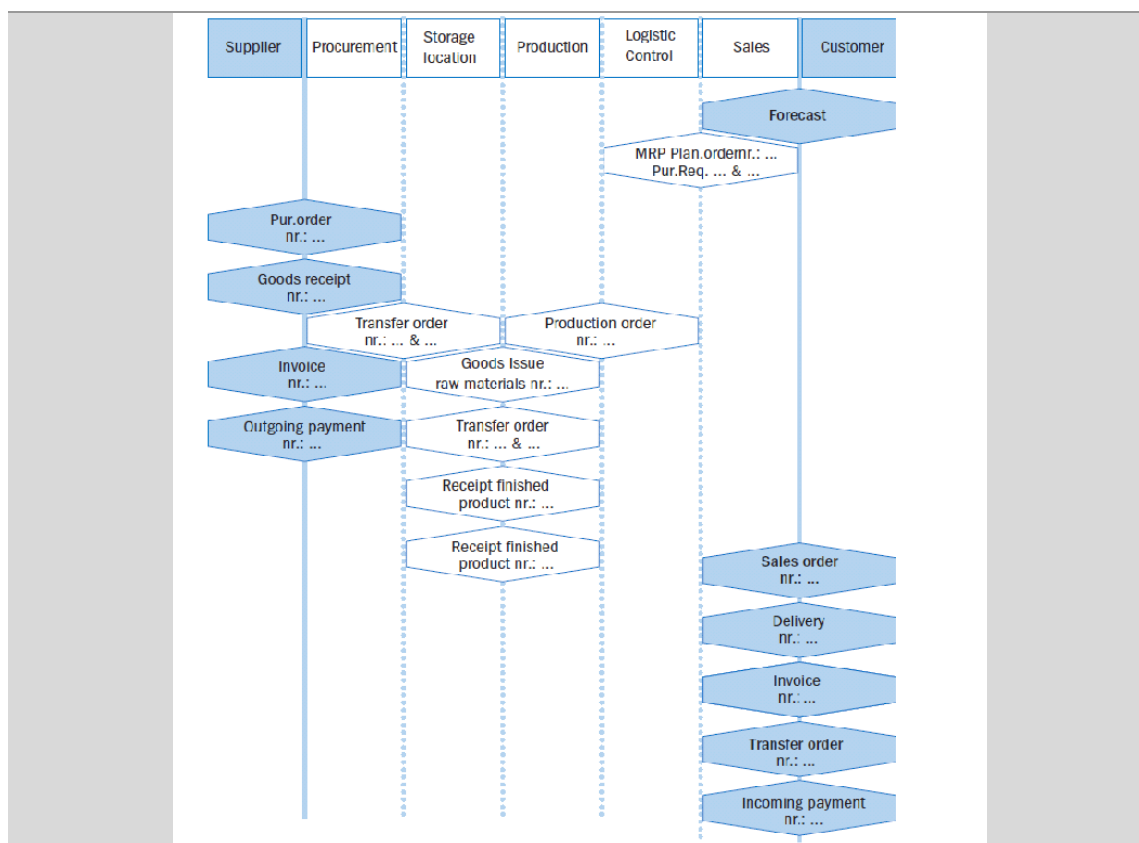 Supplier
Procurement
Storage
location
Production
Logistic
Control
Sales
Customer
Forecast
MRP Plan.ordernr.: ...
Pur.Req. ... & ...
Pur.order
nr.: ...
Goods receipt
nr.: ...
Transfer order
nr.: ... & ...
Production order
nr.: ...
Invoice
nr.: ...
Goods Issue
raw materials nr.: ...
Outgoing payment
nr.: ...
Transfer order
nr.: ... & ...
Receipt finished
product nr.: ...
Receipt finished
product nr.: ...
Sales order
nr.: ...
Delivery
nr.: ...
Invoice
nr.: ...
Transfer order
nr.: ...
Incoming payment
nr.: ...